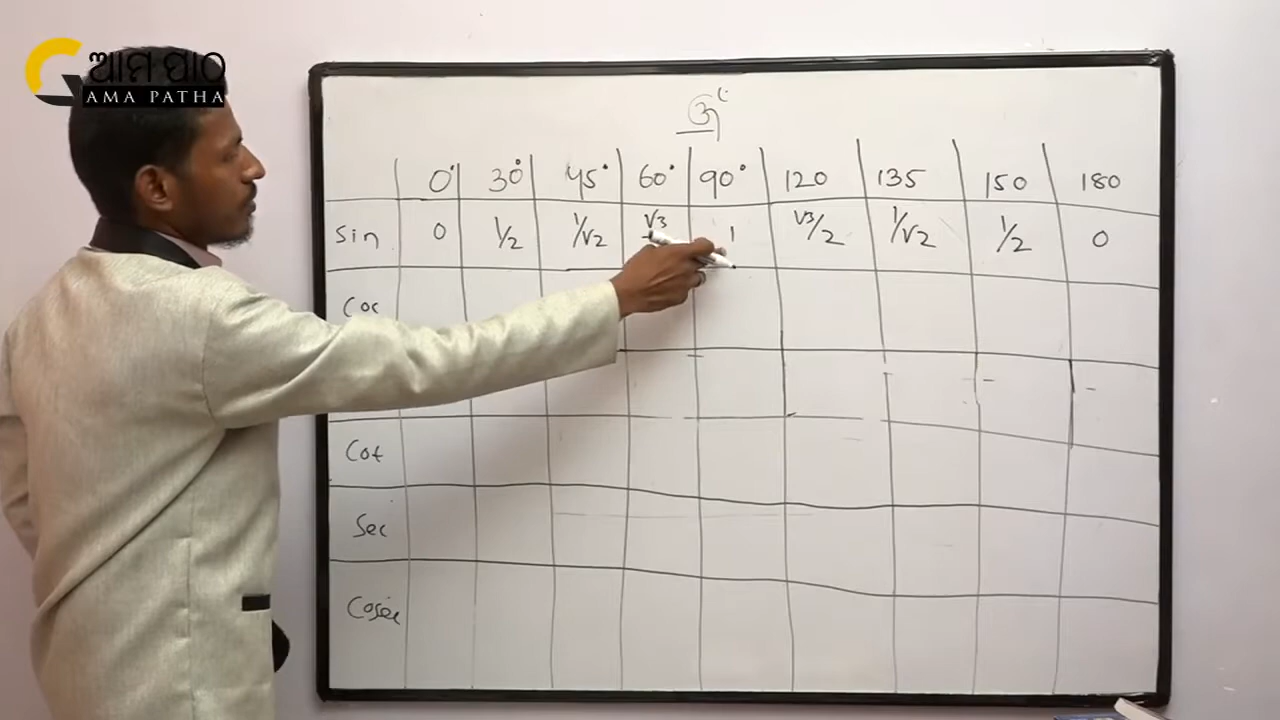 ଆମ ପାଠ
AMA PATHA
0° 30° 45° 60° 90° 120 135 150 180
Sin 0 1/2 1/√2 √3 1 √3/2 1/√2 1/2 0
Cos
Cot
Sec
Cosec